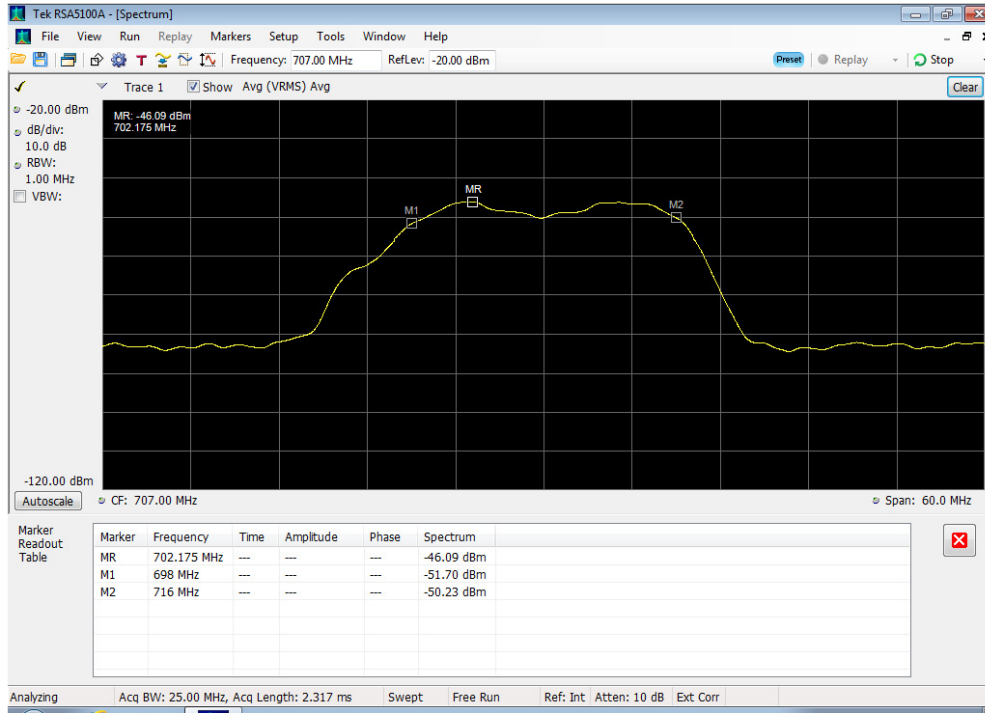 Tek RSA5100A - [Spectrum]
File View Run Replay Markers Setup Tools Window Help
T Frequency: 707.00 MHz RefLev: -20.00 dBm Preset Replay Stop
Trace 1 Show Avg (VRMS) Avg Clear
-20.00 dBm
dB/div:
10.0 dB
RBW:
1.00 MHz
VBW:
MR: -46.09 dBm
702.175 MHz
MR
M1
M2
-120.00 dBm
Autoscale CF: 707.00 MHz Span: 60.0 MHz
Marker
Readout
Table
Marker Frequency Time Amplitude Phase Spectrum
MR 702.175 MHz --- --- --- -46.09 dBm
M1 698 MHz --- --- --- -51.70 dBm
M2 716 MHz --- --- --- -50.23 dBm
Analyzing Acq BW: 25.00 MHz, Acq Length: 2.317 ms Swept Free Run Ref: Int Atten: 10 dB Ext Corr